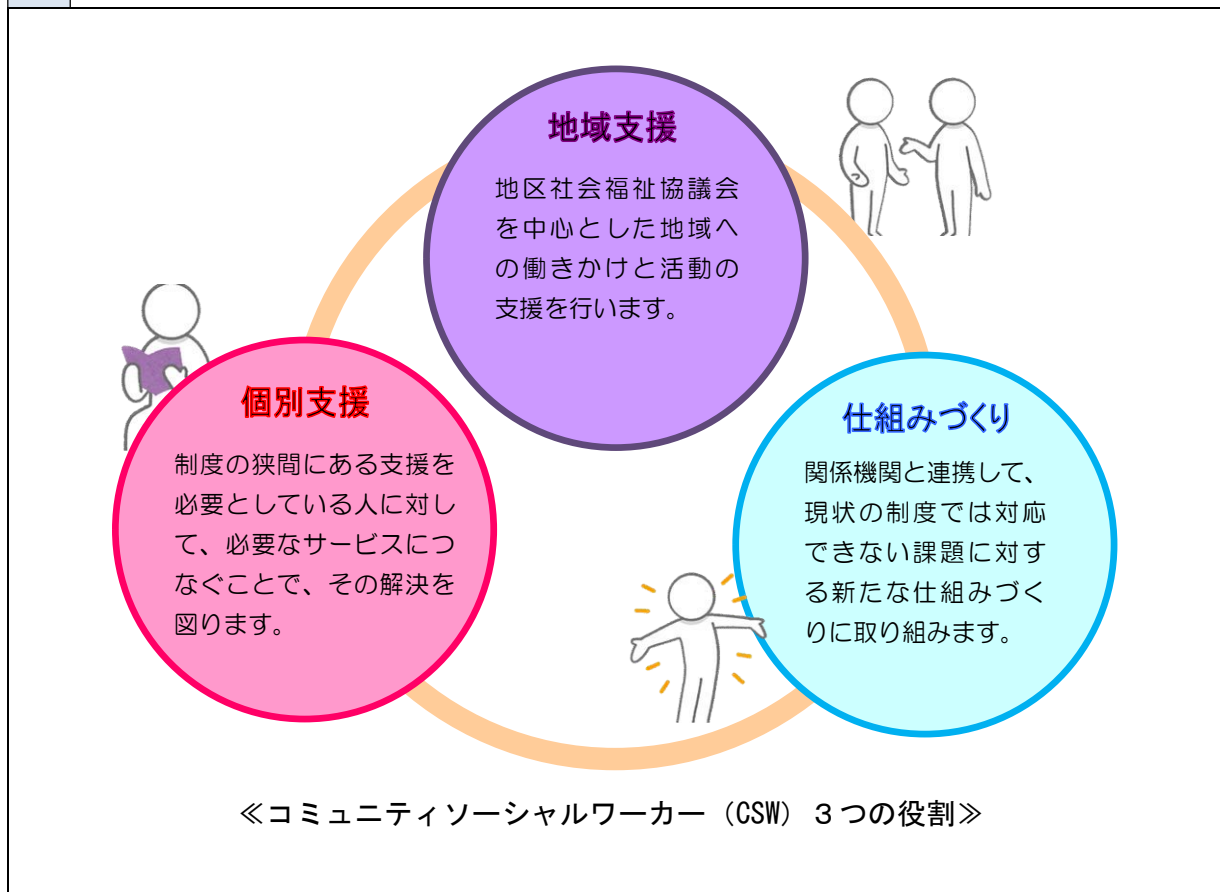 地域支援
地区社会福祉協議会
を中心とした地域へ
の働きかけと活動の
支援を行います。
個別支援
制度の狭間にある支援を
必要としている人に対し
て、必要なサービスにつ
なぐことで、その解決を
図ります。
仕組みづくり
関係機関と連携して、
現状の制度では対応
できない課題に対す
る新たな仕組みづく
りに取り組みます。
≪コミュニティソーシャルワーカー（CSW）３つの役割≫